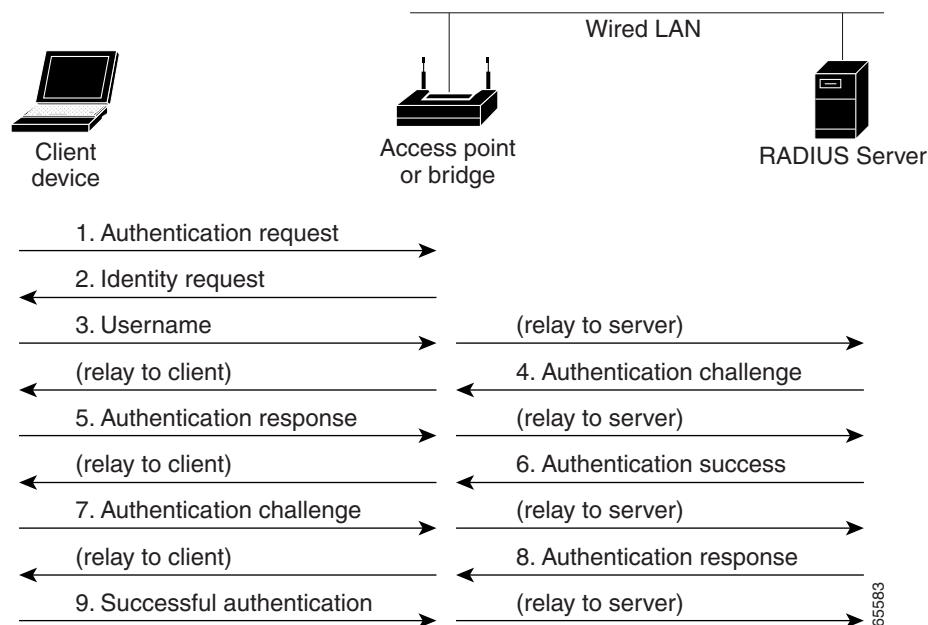 Wired LAN
Client
device
Access point
or bridge
RADIUS Server
1. Authentication request
2. Identity request
3. Username
(relay to server)
(relay to client)
4. Authentication challenge
5. Authentication response
(relay to server)
(relay to client)
6. Authentication success
7. Authentication challenge
(relay to server)
(relay to client)
8. Authentication response
9. Successful authentication
(relay to server)
65583